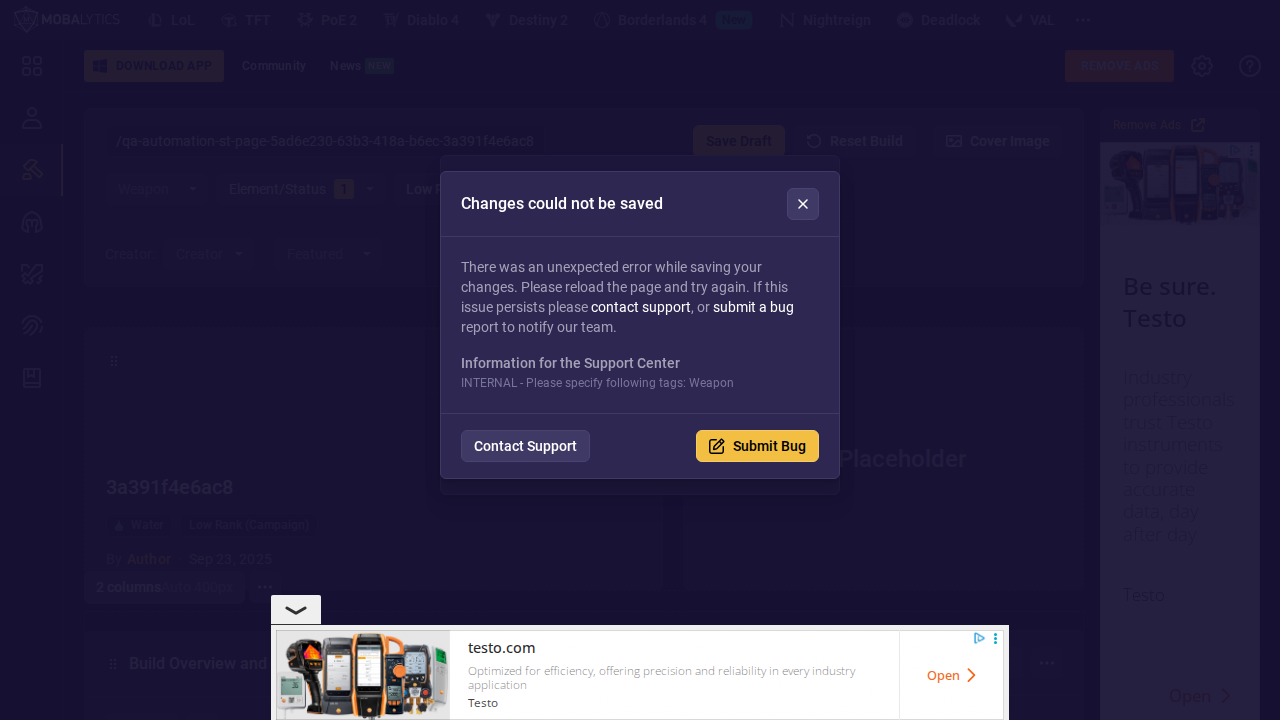 MOBALYTICS
LoL
TFT
PoE 2
Diablo 4
Destiny 2
Borderlands 4
New
Nightreign
Deadlock
VAL
DOWNLOAD APP
Community
News
NEW
REMOVE ADS
/qa-automation-st-page-5ad6e230-63b3-418a-b6ec-3a391f4e6ac8
Save Draft
Reset Build
Cover Image
Remove Ads
Weapon
Element/Status
1
Creator
Creator
Featured
Changes could not be saved
There was an unexpected error while saving your
changes. Please reload the page and try again. If this
issue persists please contact support, or submit a bug
report to notify our team.
Information for the Support Center
INTERNAL - Please specify following tags: Weapon
Contact Support
Submit Bug
Placeholder
3a391f4e6ac8
Water
Low Rank (Campaign)
By Author
Sep 23, 2025
2 columns
Auto 400px
Build Overview and
Be sure.
Testo
Industry
professionals
trust Testo
instruments
to provide
accurate
data, day
after day.
Testo
Open
testo.com
Optimized for efficiency, offering precision and reliability in every industry
application
Testo
Open